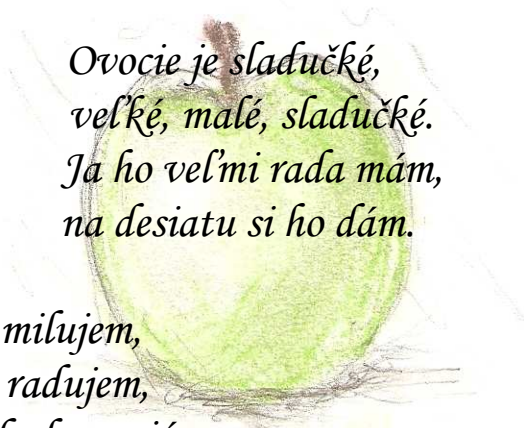 Ovocie je sladučké,
veľké, malé, sladučké.
Ja ho veľmi rada mám,
na desiatu si ho dám.
milujem,
radujem,